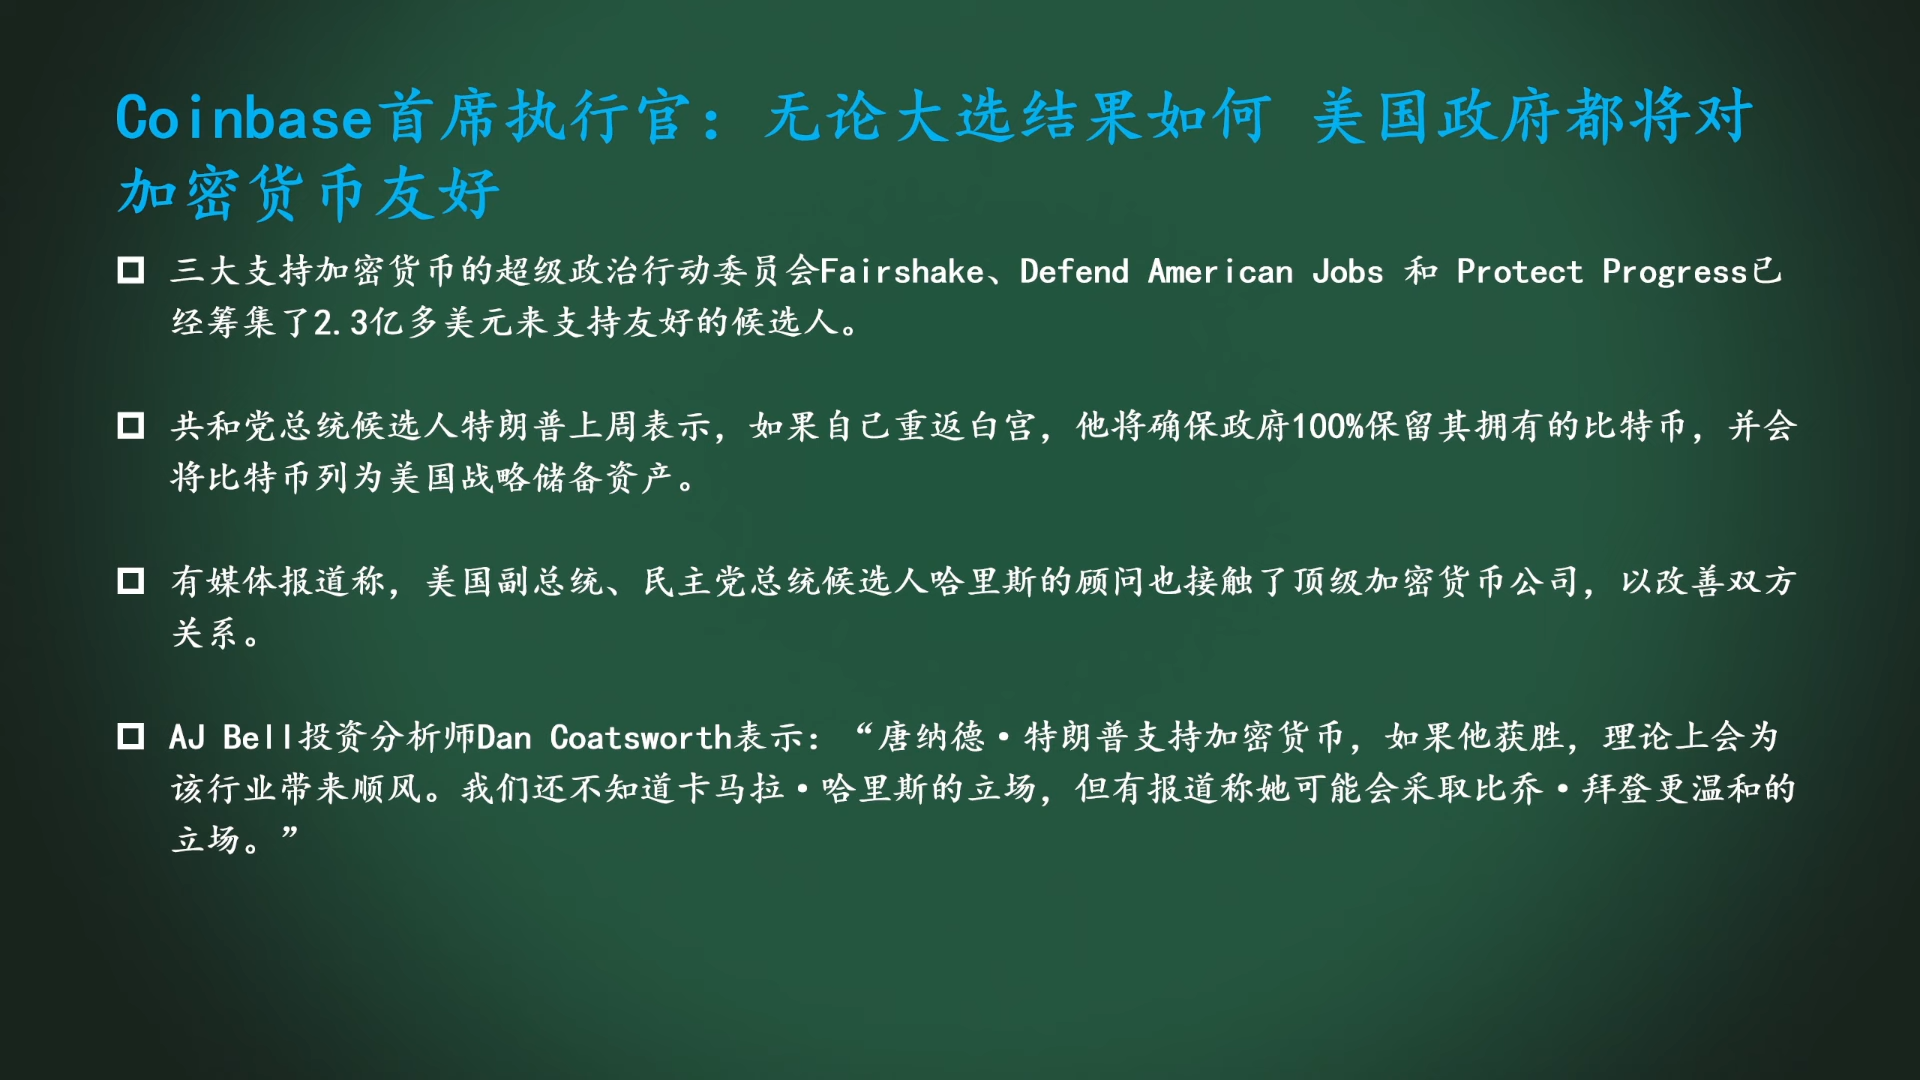 Coinbase首席执行官：无论大选结果如何 美国政府都将对
加密货币友好
三大支持加密货币的超级政治行动委员会Fairshake、Defend American Jobs 和 Protect Progress已
经筹集了2.3亿多美元来支持友好的候选人。
共和党总统候选人特朗普上周表示，如果自己重返白宫，他将确保政府100%保留其拥有的比特币，并会
将比特币列为美国战略储备资产。
有媒体报道称，美国副总统、民主党总统候选人哈里斯的顾问也接触了顶级加密货币公司，以改善双方
关系。
AJ Bell投资分析师Dan Coatsworth表示：“唐纳德·特朗普支持加密货币，如果他获胜，理论上会为
该行业带来顺风。我们还不知道卡马拉·哈里斯的立场，但有报道称她可能会采取比乔·拜登更温和的
立场。”